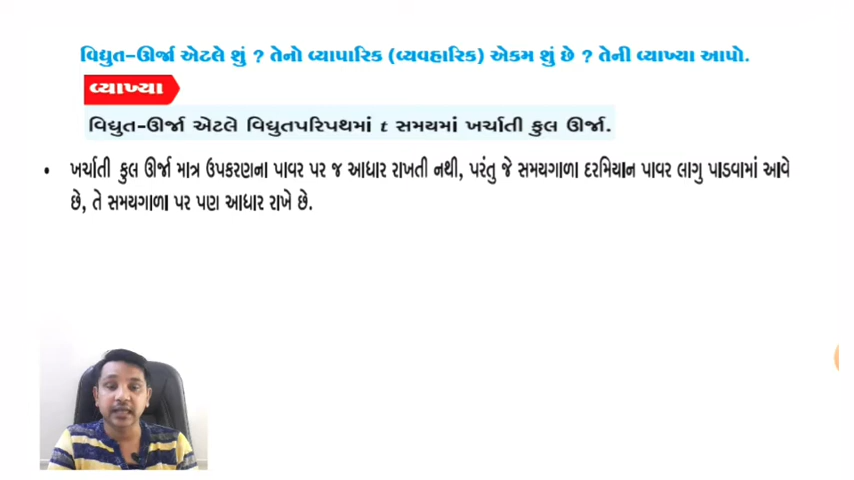 વિદ્યુત-ઊર્જા એટલે શું ? તેનો વ્યાપારિક (વ્યવહારિક) એકમ શું છે ? તેની વ્યાખ્યા આપો.
વ્યાખ્યા
વિદ્યુત-ઊર્જા એટલે વિદ્યુતપરિપથમાં t સમયમાં ખર્ચાતી કુલ ઊર્જા.
• ખર્ચાતી કુલ ઊર્જા માત્ર ઉપકરણના પાવર પર જ આધાર રાખતી નથી, પરંતુ જે સમયગાળા દરમિયાન પાવર લાગુ પાડવામાં આવે
છે, તે સમયગાળા પર પણ આધાર રાખે છે.